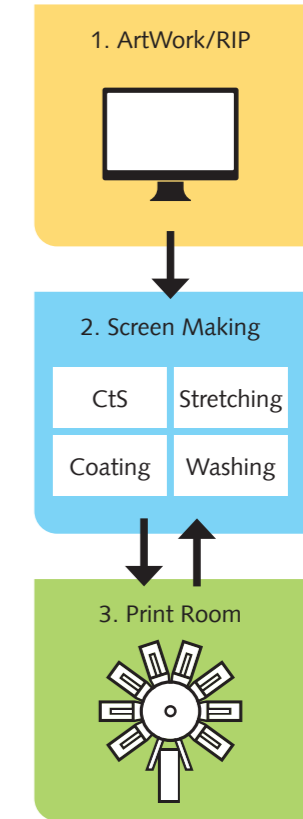 1. ArtWork/RIP
2. Screen Making
CtS
Stretching
Coating
Washing
3. Print Room